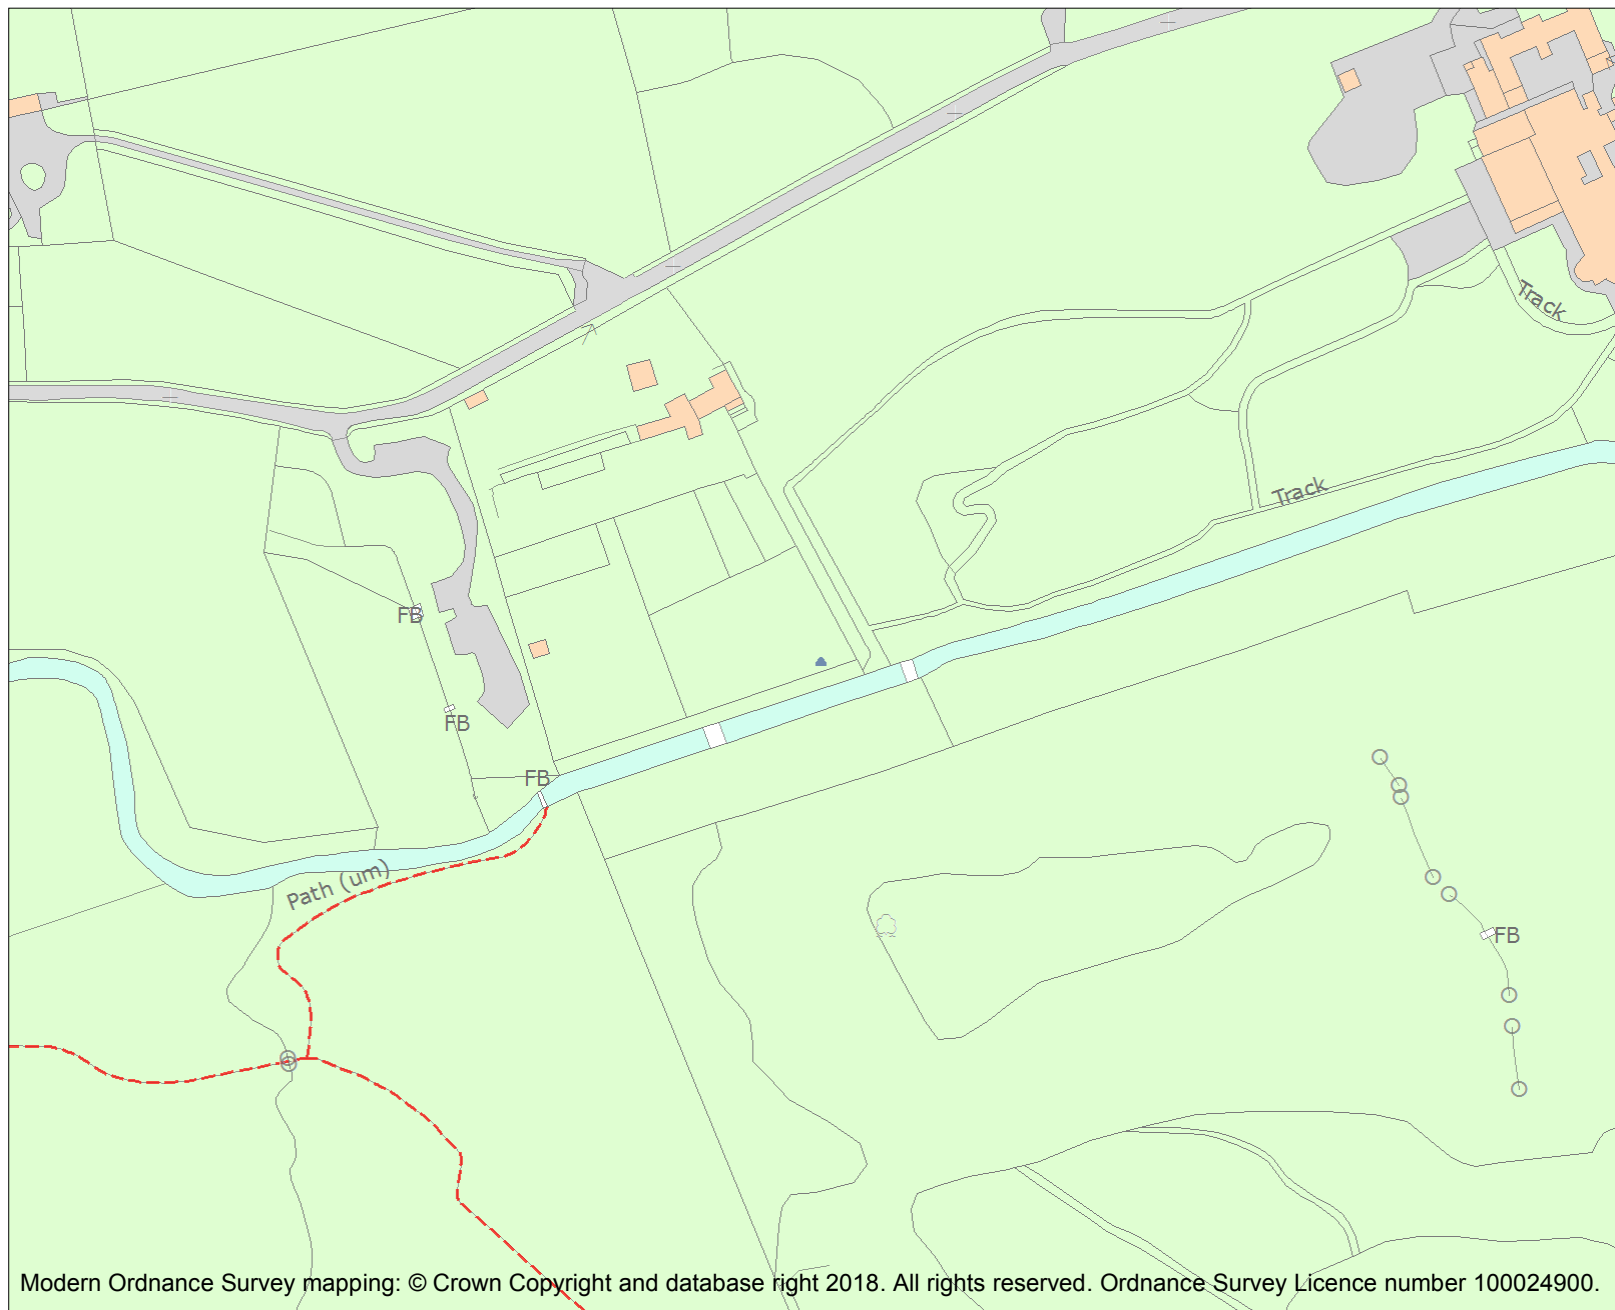 Track
Track
FB
FB
FB
Path (um)
FB
Modern Ordnance Survey mapping: © Crown Copyright and database right 2018. All rights reserved. Ordnance Survey Licence number 100024900.